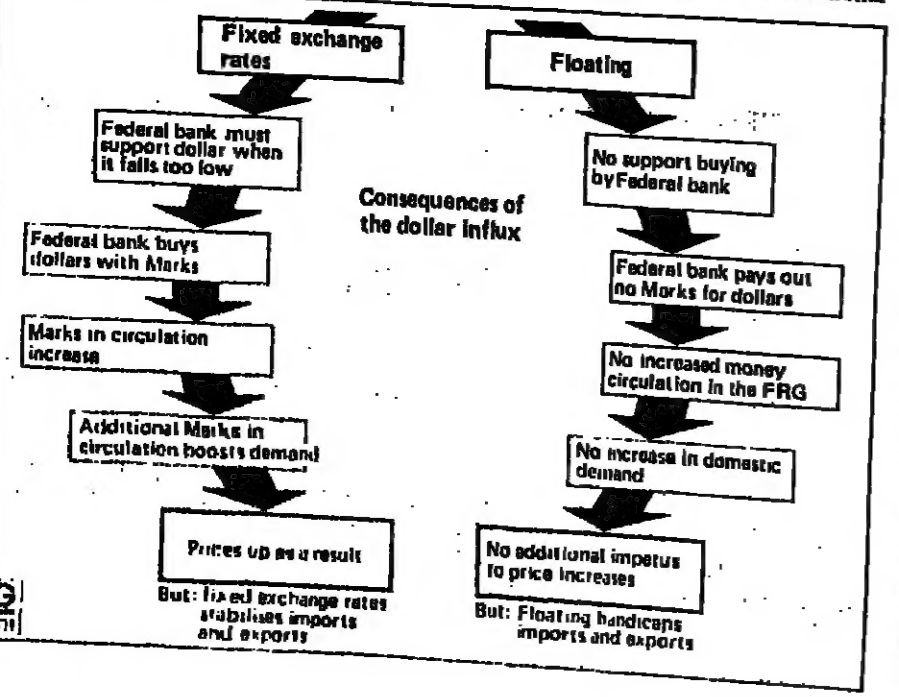 Fixed exchange
rates
Federal bank must
support dollar when
it falls too low
Federal bank buys
dollars with Marks
Marks in circulation
increase
Additional Marks in
circulation boosts demand
Prices up as a result
But: fixed exchange rates
stabilises imports
and exports
Consequences of
the dollar influx
Floating
No support buying
by Federal bank
Federal bank pays out
no Marks for dollars
No increased money
circulation in the FRG
No increase in domestic
demand
No additional impetus
to price increases
But: Floating handicaps
imports and exports